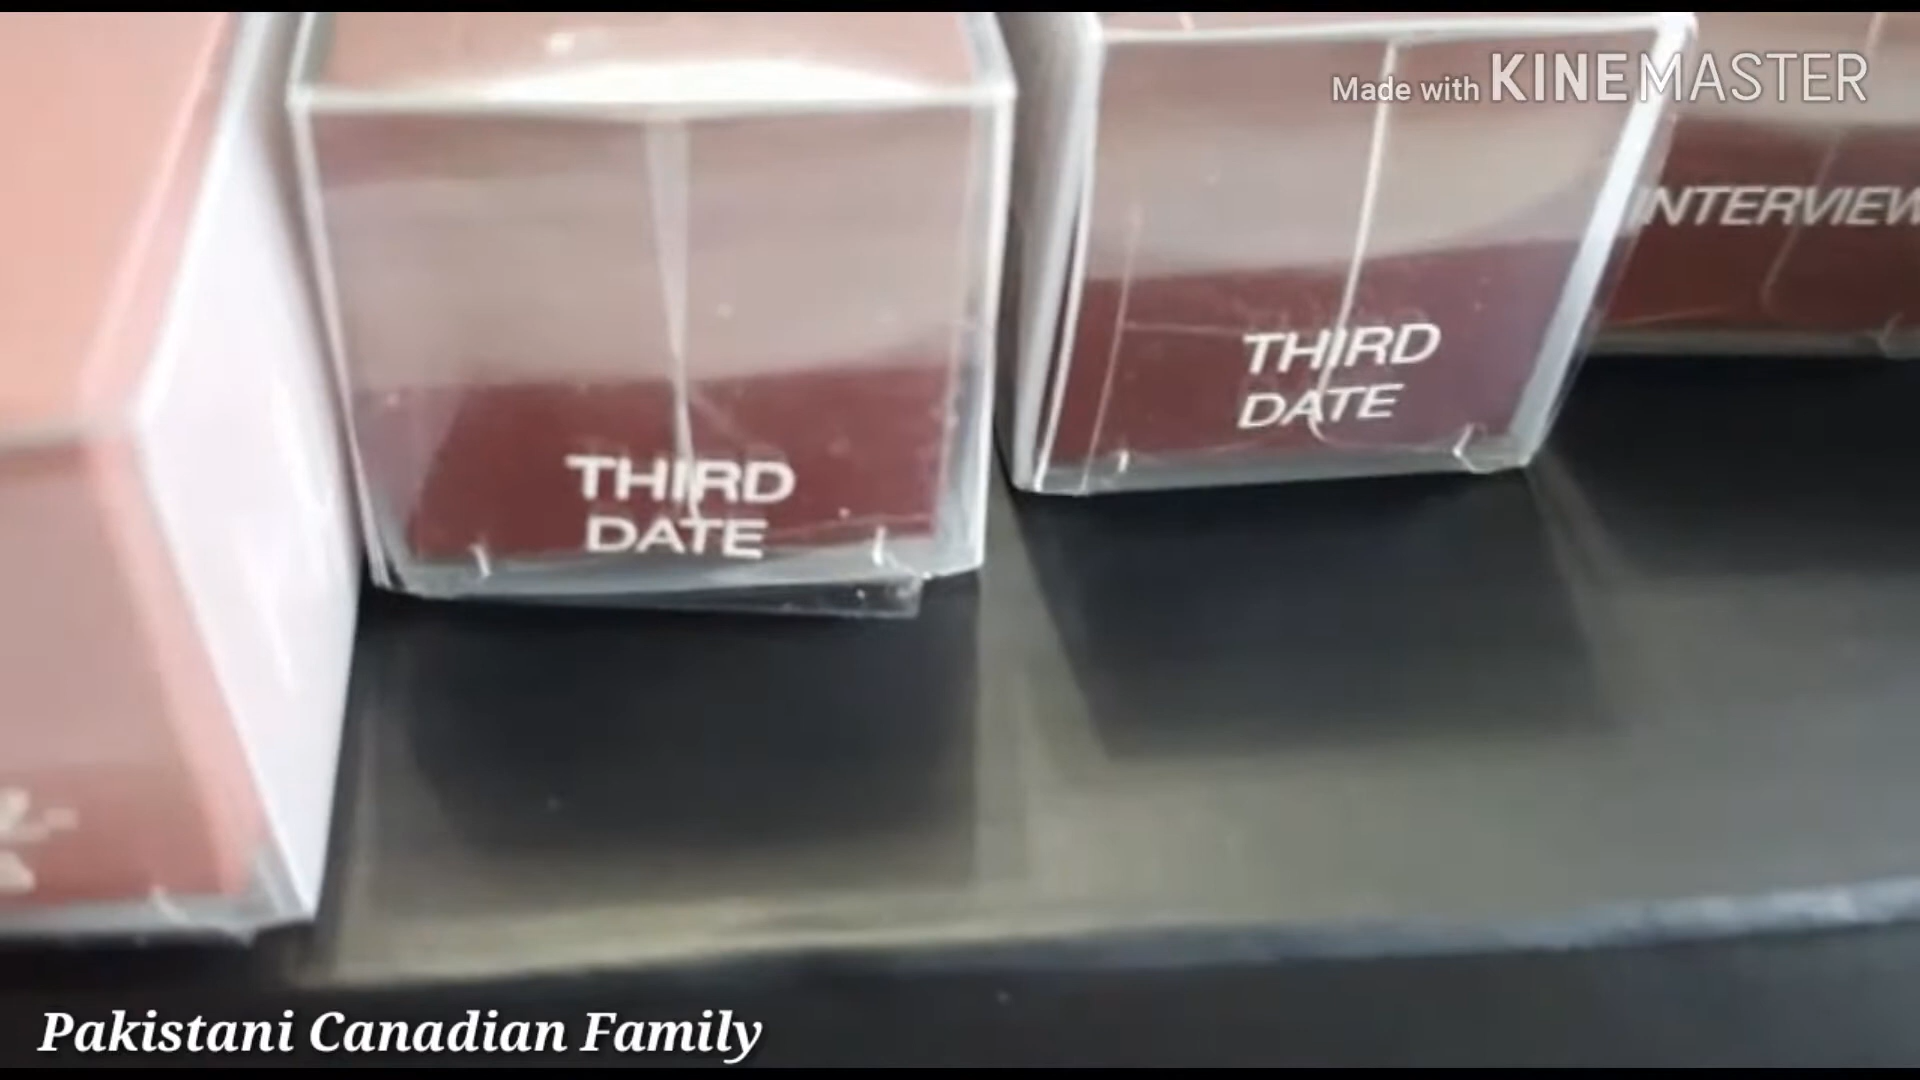 Made with KINEMASTER
INTERVIEW
THIRD
DATE
THIRD
DATE
Pakistani Canadian Family